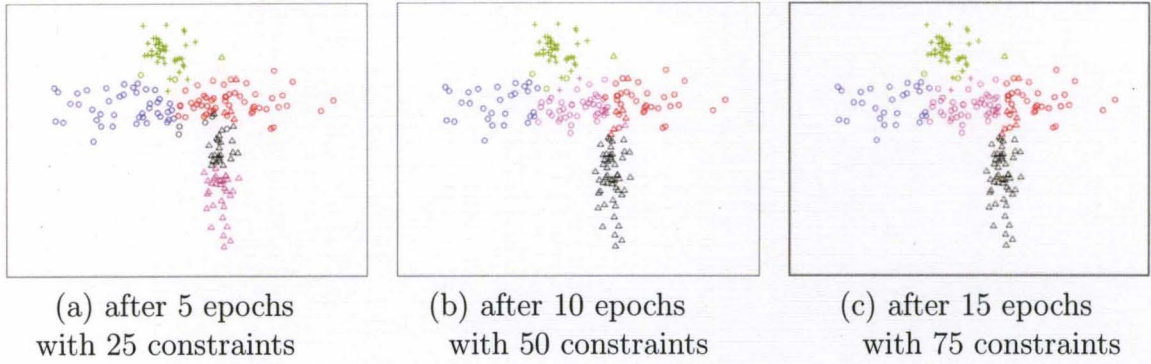 (a) after 5 epochs
with 25 constraints
(b) after 10 epochs
with 50 constraints
(c) after 15 epochs
with 75 constraints